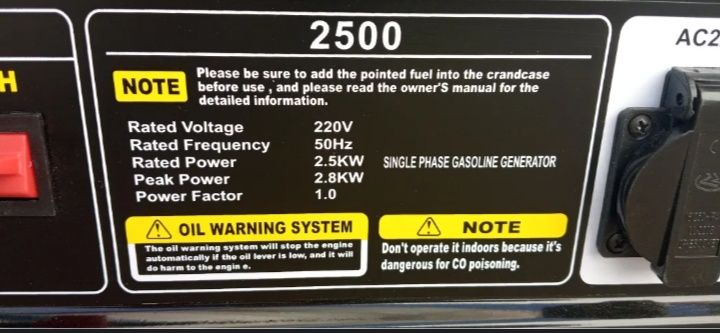 2500
NOTE
Please be sure to add the pointed fuel into the crandcase
before use , and please read the owner'S manual for the
detailed information.
Rated Voltage 220V
Rated Frequency 50Hz
Rated Power 2.5KW SINGLE PHASE GASOLINE GENERATOR
Peak Power 2.8KW
Power Factor 1.0
OIL WARNING SYSTEM
The oil warning system will stop the engine
automatically if the oil lever is low, and it will
do harm to the engin e.
NOTE
Don't operate it indoors because it's
dangerous for CO poisoning.
H
AC2